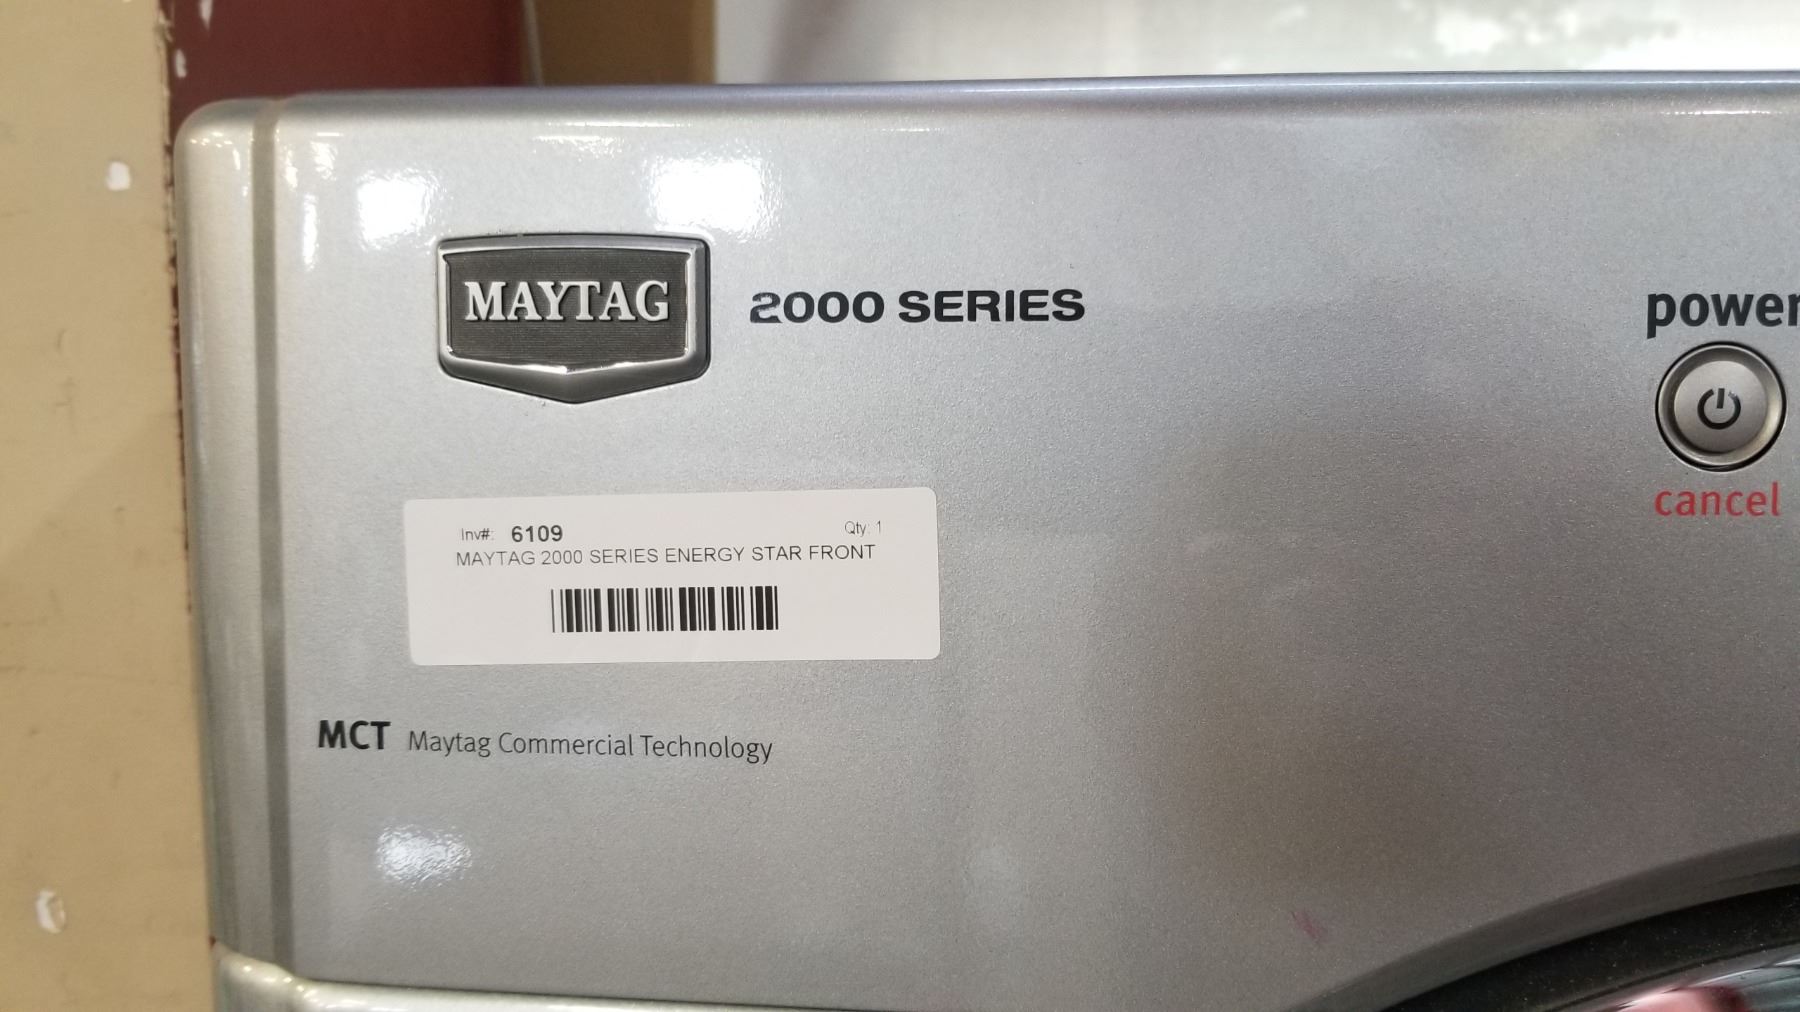 MAYTAG 2000 SERIES
power
cancel
Inv#: 6109 Qty: 1
MAYTAG 2000 SERIES ENERGY STAR FRONT
MCT Maytag Commercial Technology